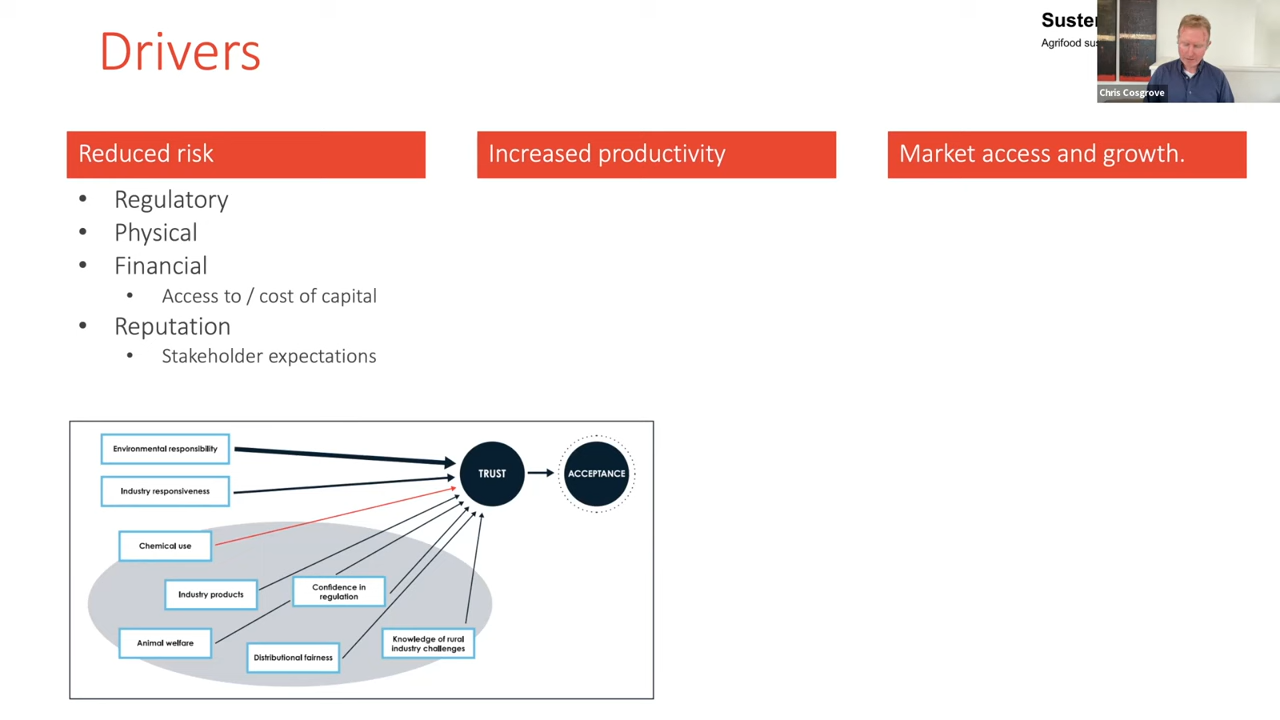 Drivers
Agrifood
Chris Cosgrove
Reduced risk
Increased productivity
Market access and growth.
• Regulatory
• Physical
• Financial
• Access to / cost of capital
• Reputation
• Stakeholder expectations
Environmental responsibility
Industry responsiveness
Chemical use
Industry products
Confidence in
regulation
Animal welfare
Distributional fairness
Knowledge of rural
industry challenges
TRUST
ACCEPTANCE